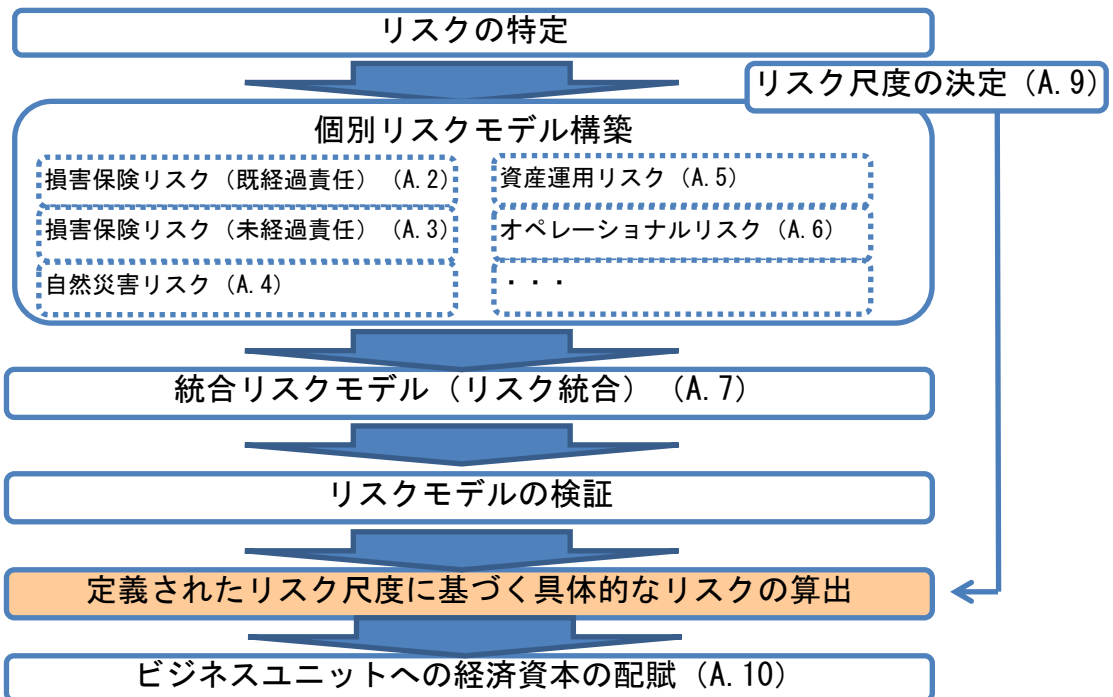 リスクの特定
リスク尺度の決定（A.9）
個別リスクモデル構築
損害保険リスク（既経過責任）（A.2）
資産運用リスク（A.5）
損害保険リスク（未経過責任）（A.3）
オペレーショナルリスク（A.6）
自然災害リスク（A.4）
・・・
統合リスクモデル（リスク統合）（A.7）
リスクモデルの検証
定義されたリスク尺度に基づく具体的なリスクの算出
ビジネスユニットへの経済資本の配賦（A.10）